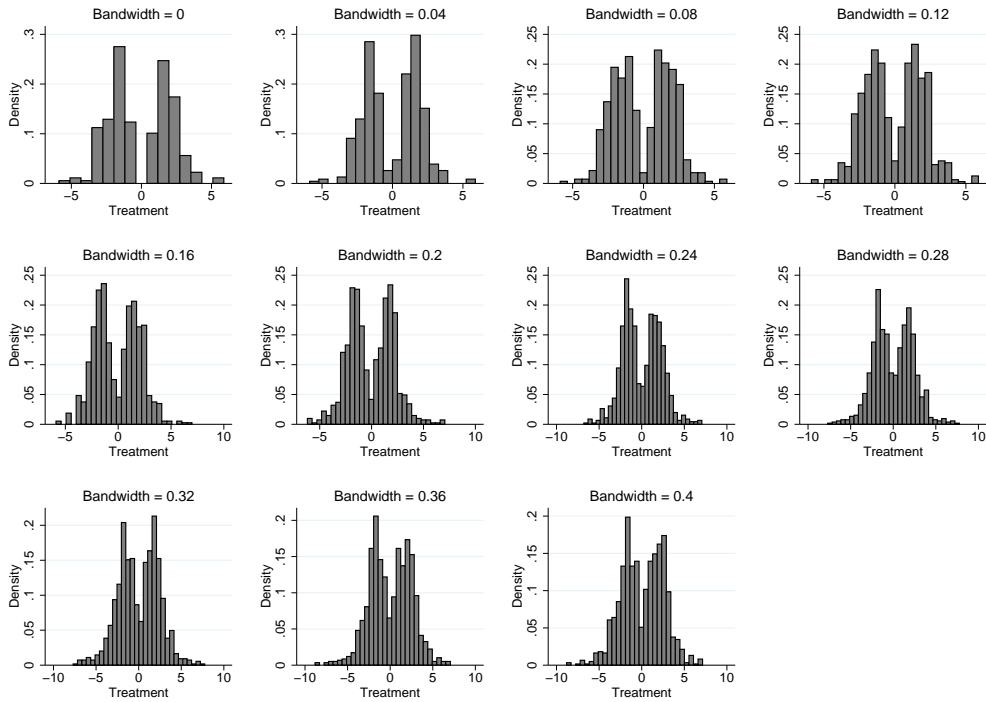 Bandwidth = 0
Density
0 .1 .2 .3
−5 0 5
Treatment
Bandwidth = 0.04
Density
0 .1 .2 .3
−5 0 5
Treatment
Bandwidth = 0.08
Density
0 .05 .1 .15 .2 .25
−5 0 5
Treatment
Bandwidth = 0.12
Density
0 .05 .1 .15 .2 .25
−5 0 5
Treatment
Bandwidth = 0.16
Density
0 .05 .1 .15 .2 .25
−5 0 5 10
Treatment
Bandwidth = 0.2
Density
0 .05 .1 .15 .2 .25
−5 0 5 10
Treatment
Bandwidth = 0.24
Density
0 .05 .1 .15 .2 .25
−10 −5 0 5 10
Treatment
Bandwidth = 0.28
Density
0 .05 .1 .15 .2 .25
−10 −5 0 5 10
Treatment
Bandwidth = 0.32
Density
0 .05 .1 .15 .2
−10 −5 0 5 10
Treatment
Bandwidth = 0.36
Density
0 .05 .1 .15 .2
−10 −5 0 5 10
Treatment
Bandwidth = 0.4
Density
0 .05 .1 .15 .2
−10 −5 0 5 10
Treatment